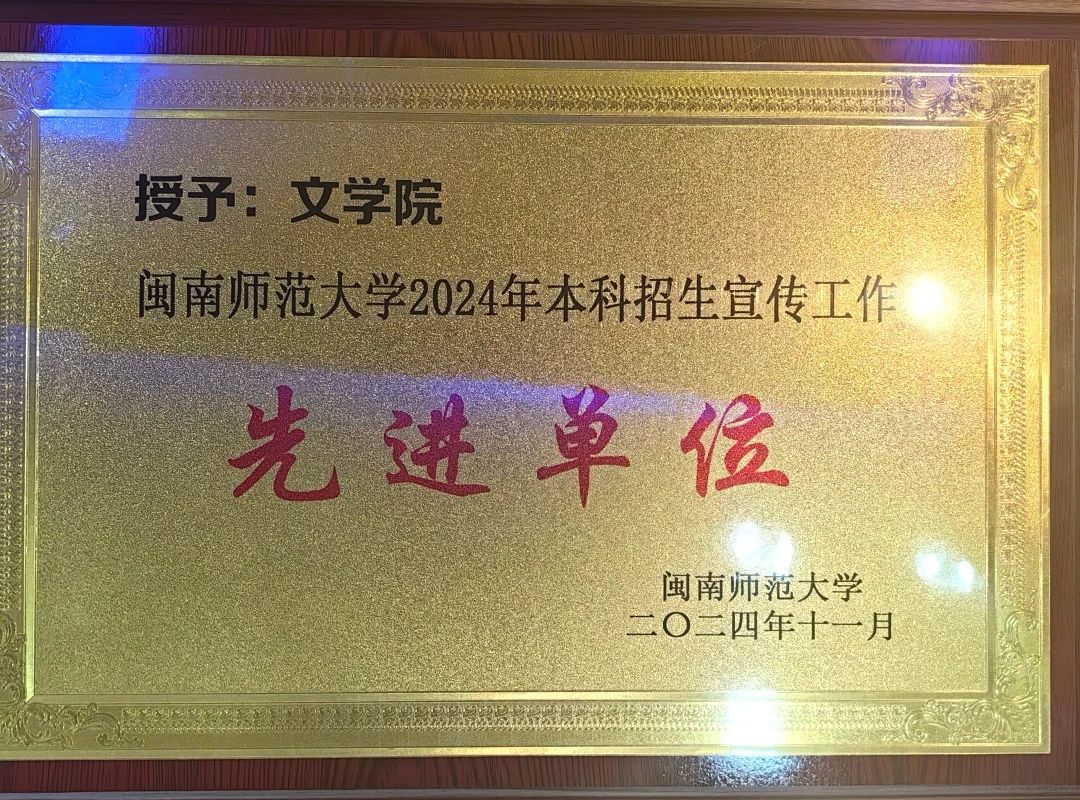 授予：文学院
闽南师范大学2024年本科招生宣传工作
先进单位
闽南师范大学
二〇二四年十一月